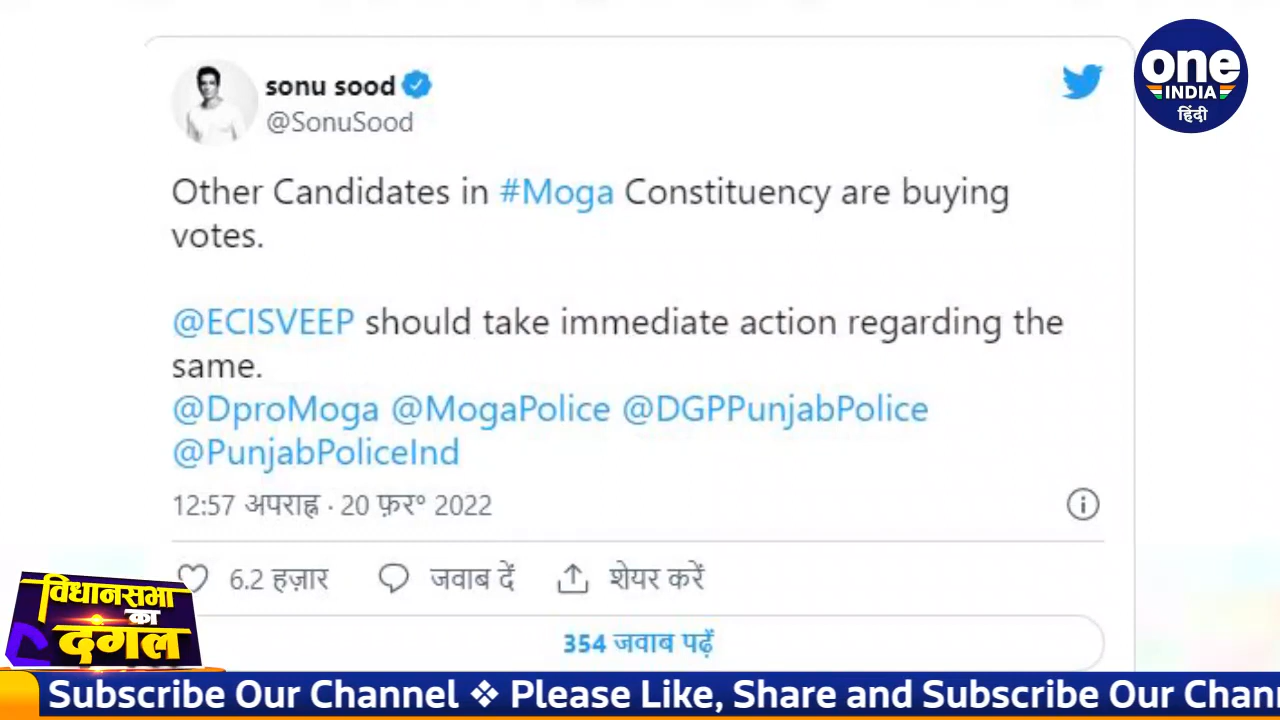 sonu sood
@SonuSood
one
INDIA
हिंदी
Other Candidates in #Moga Constituency are buying
votes.
@ECISVEEP should take immediate action regarding the
same.
@DproMoga @MogaPolice @DGPPunjabPolice
@PunjabPoliceInd
12:57 अपराह्न · 20 फ़र॰ 2022
6.2 हज़ार जवाब दें शेयर करें
354 जवाब पढ़ें
विधानसभा
का
दंगल
Subscribe Our Channel ❖ Please Like, Share and Subscribe Our Chan